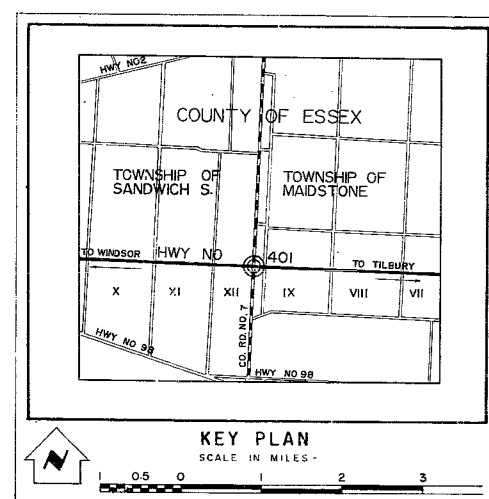 HWY NO2
COUNTY OF ESSEX
TOWNSHIP OF
SANDWICH S.
TOWNSHIP OF
MAIDSTONE
TO WINDSOR HWY NO 401 TO TILBURY
X XI XII IX VIII VII
CO. RD. NO. 7
HWY NO 98
HWY NO 98
KEY PLAN
SCALE IN MILES -
N
1 0.5 0 1 2 3